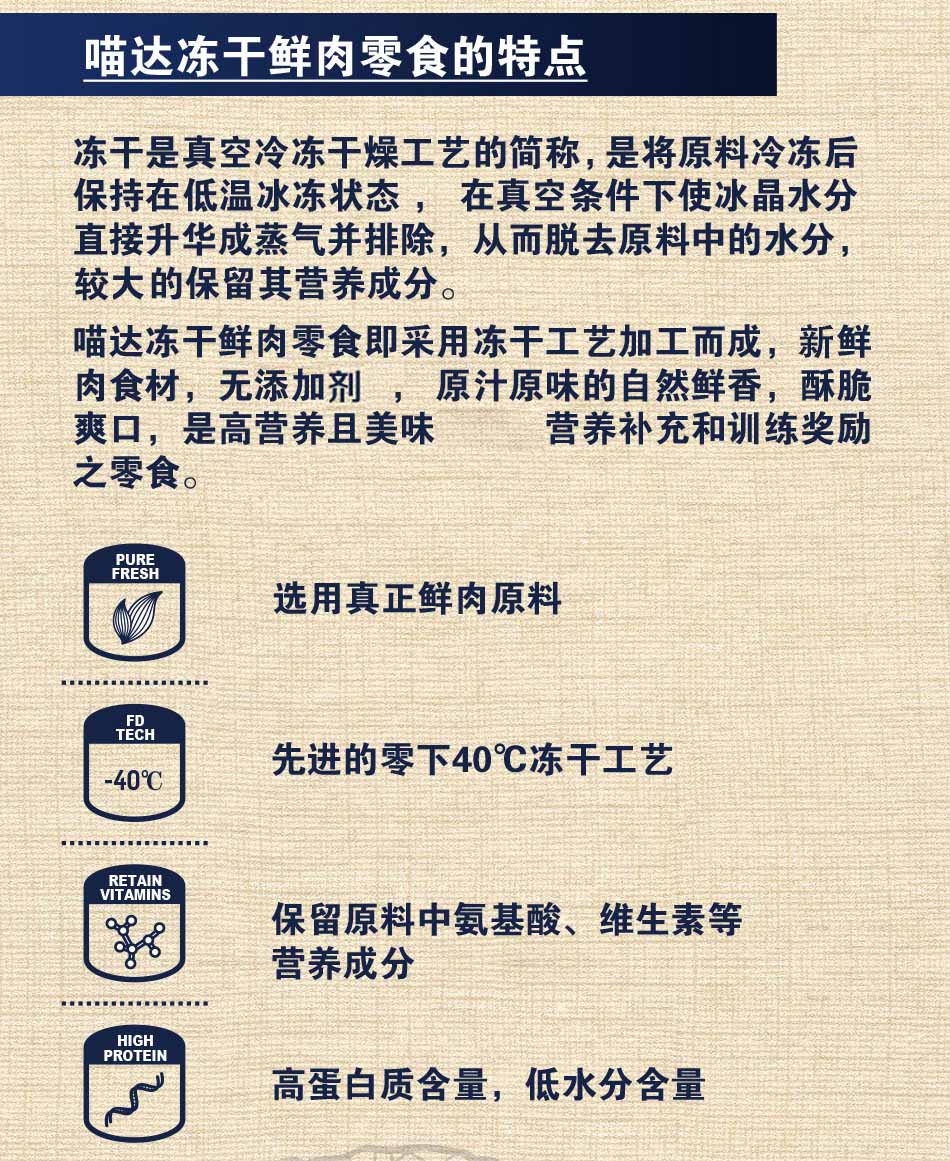 喵达冻干鲜肉零食的特点
冻干是真空冷冻干燥工艺的简称,是将原料冷冻后
保持在低温冰冻状态 ， 在真空条件下使冰晶水分
直接升华成蒸气并排除，从而脱去原料中的水分，
较大的保留其营养成分。
喵达冻干鲜肉零食即采用冻干工艺加工而成，新鲜
肉食材，无添加剂 ， 原汁原味的自然鲜香，酥脆
爽口，是高营养且美味 营养补充和训练奖励
之零食。
PURE
FRESH
选用真正鲜肉原料
FD
TECH
-40℃
先进的零下40℃冻干工艺
RETAIN
VITAMINS
保留原料中氨基酸、维生素等
营养成分
HIGH
PROTEIN
高蛋白质含量，低水分含量